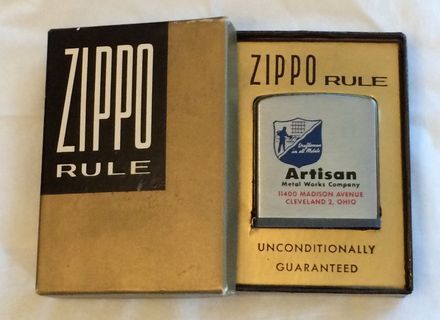 ZIPPO
RULE
ZIPPO RULE
Craftsmen
in all Metals
Artisan
Metal Works Company
11400 MADISON AVENUE
CLEVELAND 2, OHIO
UNCONDITIONALLY
GUARANTEED